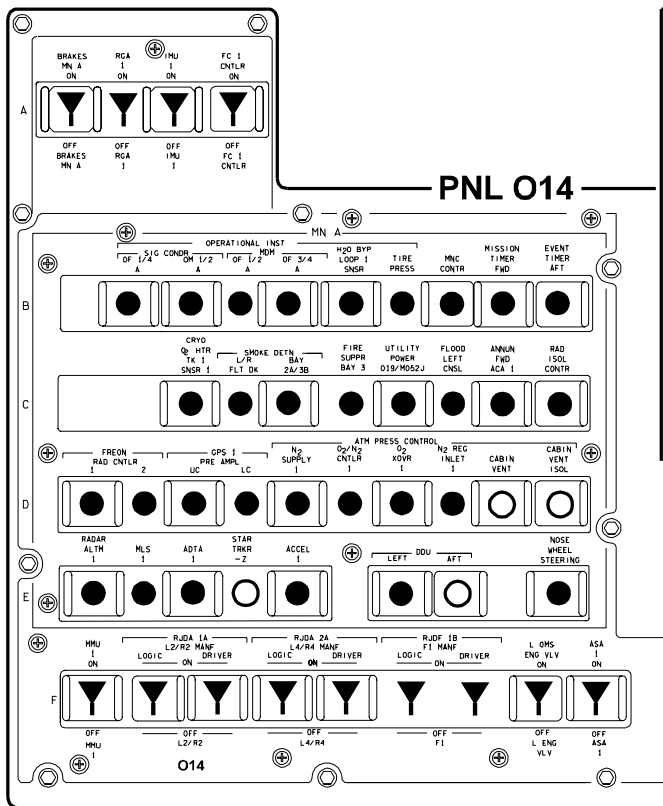 BRAKES RGA IMU FC 1
MN A 1 1 CNTLR
ON ON ON ON
A
OFF OFF OFF OFF
BRAKES RGA IMU FC 1
MN A 1 1 CNTLR
PNL O14
MN A
OPERATIONAL INST H2O BYP MISSION EVENT
SIG CONDR MDM LOOP 1 TIRE MNC TIMER TIMER
OF 1/4 OM 1/2 OF 1/2 OF 3/4 SNSR PRESS CONTR FWD AFT
A A A A
B
CRYO
O2 HTR SMOKE DETN FIRE UTILITY FLOOD ANNUN RAD
TK 1 L/R BAY SUPPR POWER LEFT FWD ISOL
SNSR 1 FLT DK 2A/3B BAY 3 O19/MO52J CNSL ACA 1 CONTR
C
ATM PRESS CONTROL
FREON GPS 1 N2 O2/N2 O2 N2 REG CABIN
RAD CNTLR PRE AMPL SUPPLY CNTLR XOVR INLET CABIN VENT
1 2 UC LC 1 1 1 1 VENT ISOL
D
RADAR STAR NOSE
ALTM MLS ADTA TRKR ACCEL DDU WHEEL
1 1 1 -Z 1 LEFT AFT STEERING
E
MMU RJDA 1A RJDA 2A RJDF 1B L OMS ASA
1 L2/R2 MANF L4/R4 MANF F1 MANF ENG VLV 1
ON LOGIC ON DRIVER LOGIC ON DRIVER LOGIC ON DRIVER ON ON
F
OFF OFF OFF OFF OFF OFF
MMU L2/R2 L4/R4 F1 L ENG ASA
1 VLV 1
O14